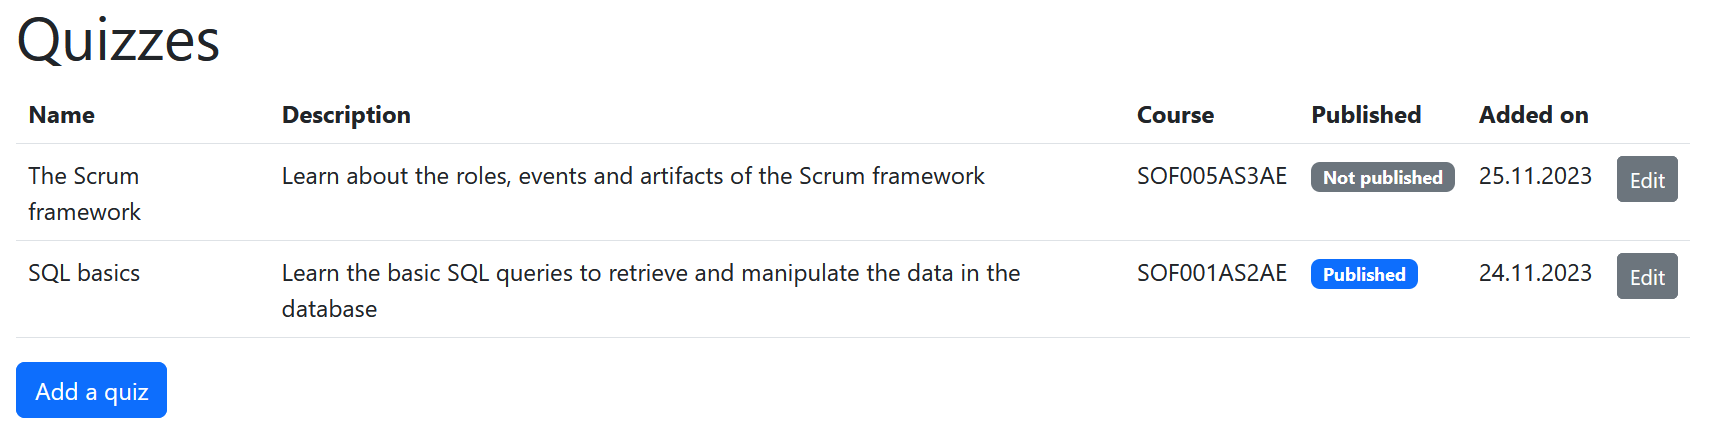 Quizzes
Name Description Course Published Added on
The Scrum framework Learn about the roles, events and artifacts of the Scrum framework SOF005AS3AE Not published 25.11.2023 Edit
SQL basics Learn the basic SQL queries to retrieve and manipulate the data in the database SOF001AS2AE Published 24.11.2023 Edit
Add a quiz